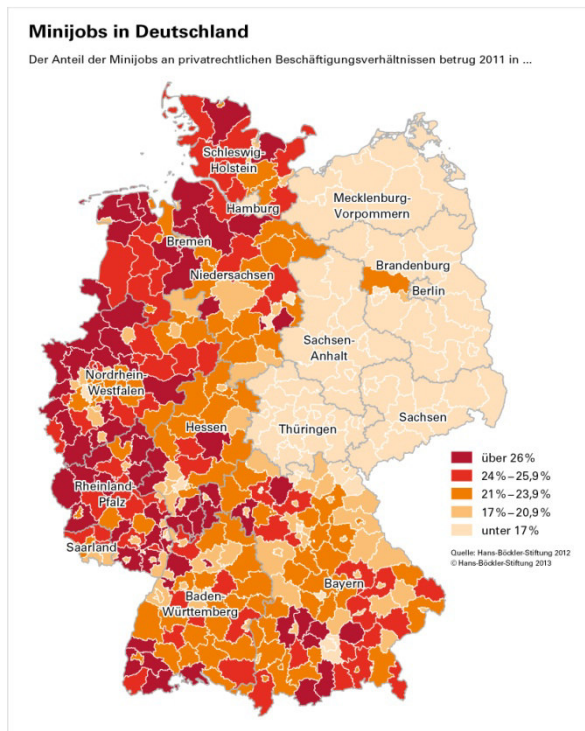 Minijobs in Deutschland
Der Anteil der Minijobs an privatrechtlichen Beschäftigungsverhältnissen betrug 2011 in ...
Schleswig-
Holstein
Mecklenburg-
Vorpommern
Hamburg
Bremen
Niedersachsen
Brandenburg
Berlin
Sachsen-
Anhalt
Nordrhein-
Westfalen
Hessen
Thüringen
Sachsen
Rheinland-
Pfalz
Saarland
Baden-
Württemberg
Bayern
über 26%
24%–25,9%
21%–23,9%
17%–20,9%
unter 17%
Quelle: Hans-Böckler-Stiftung 2012
© Hans-Böckler-Stiftung 2013